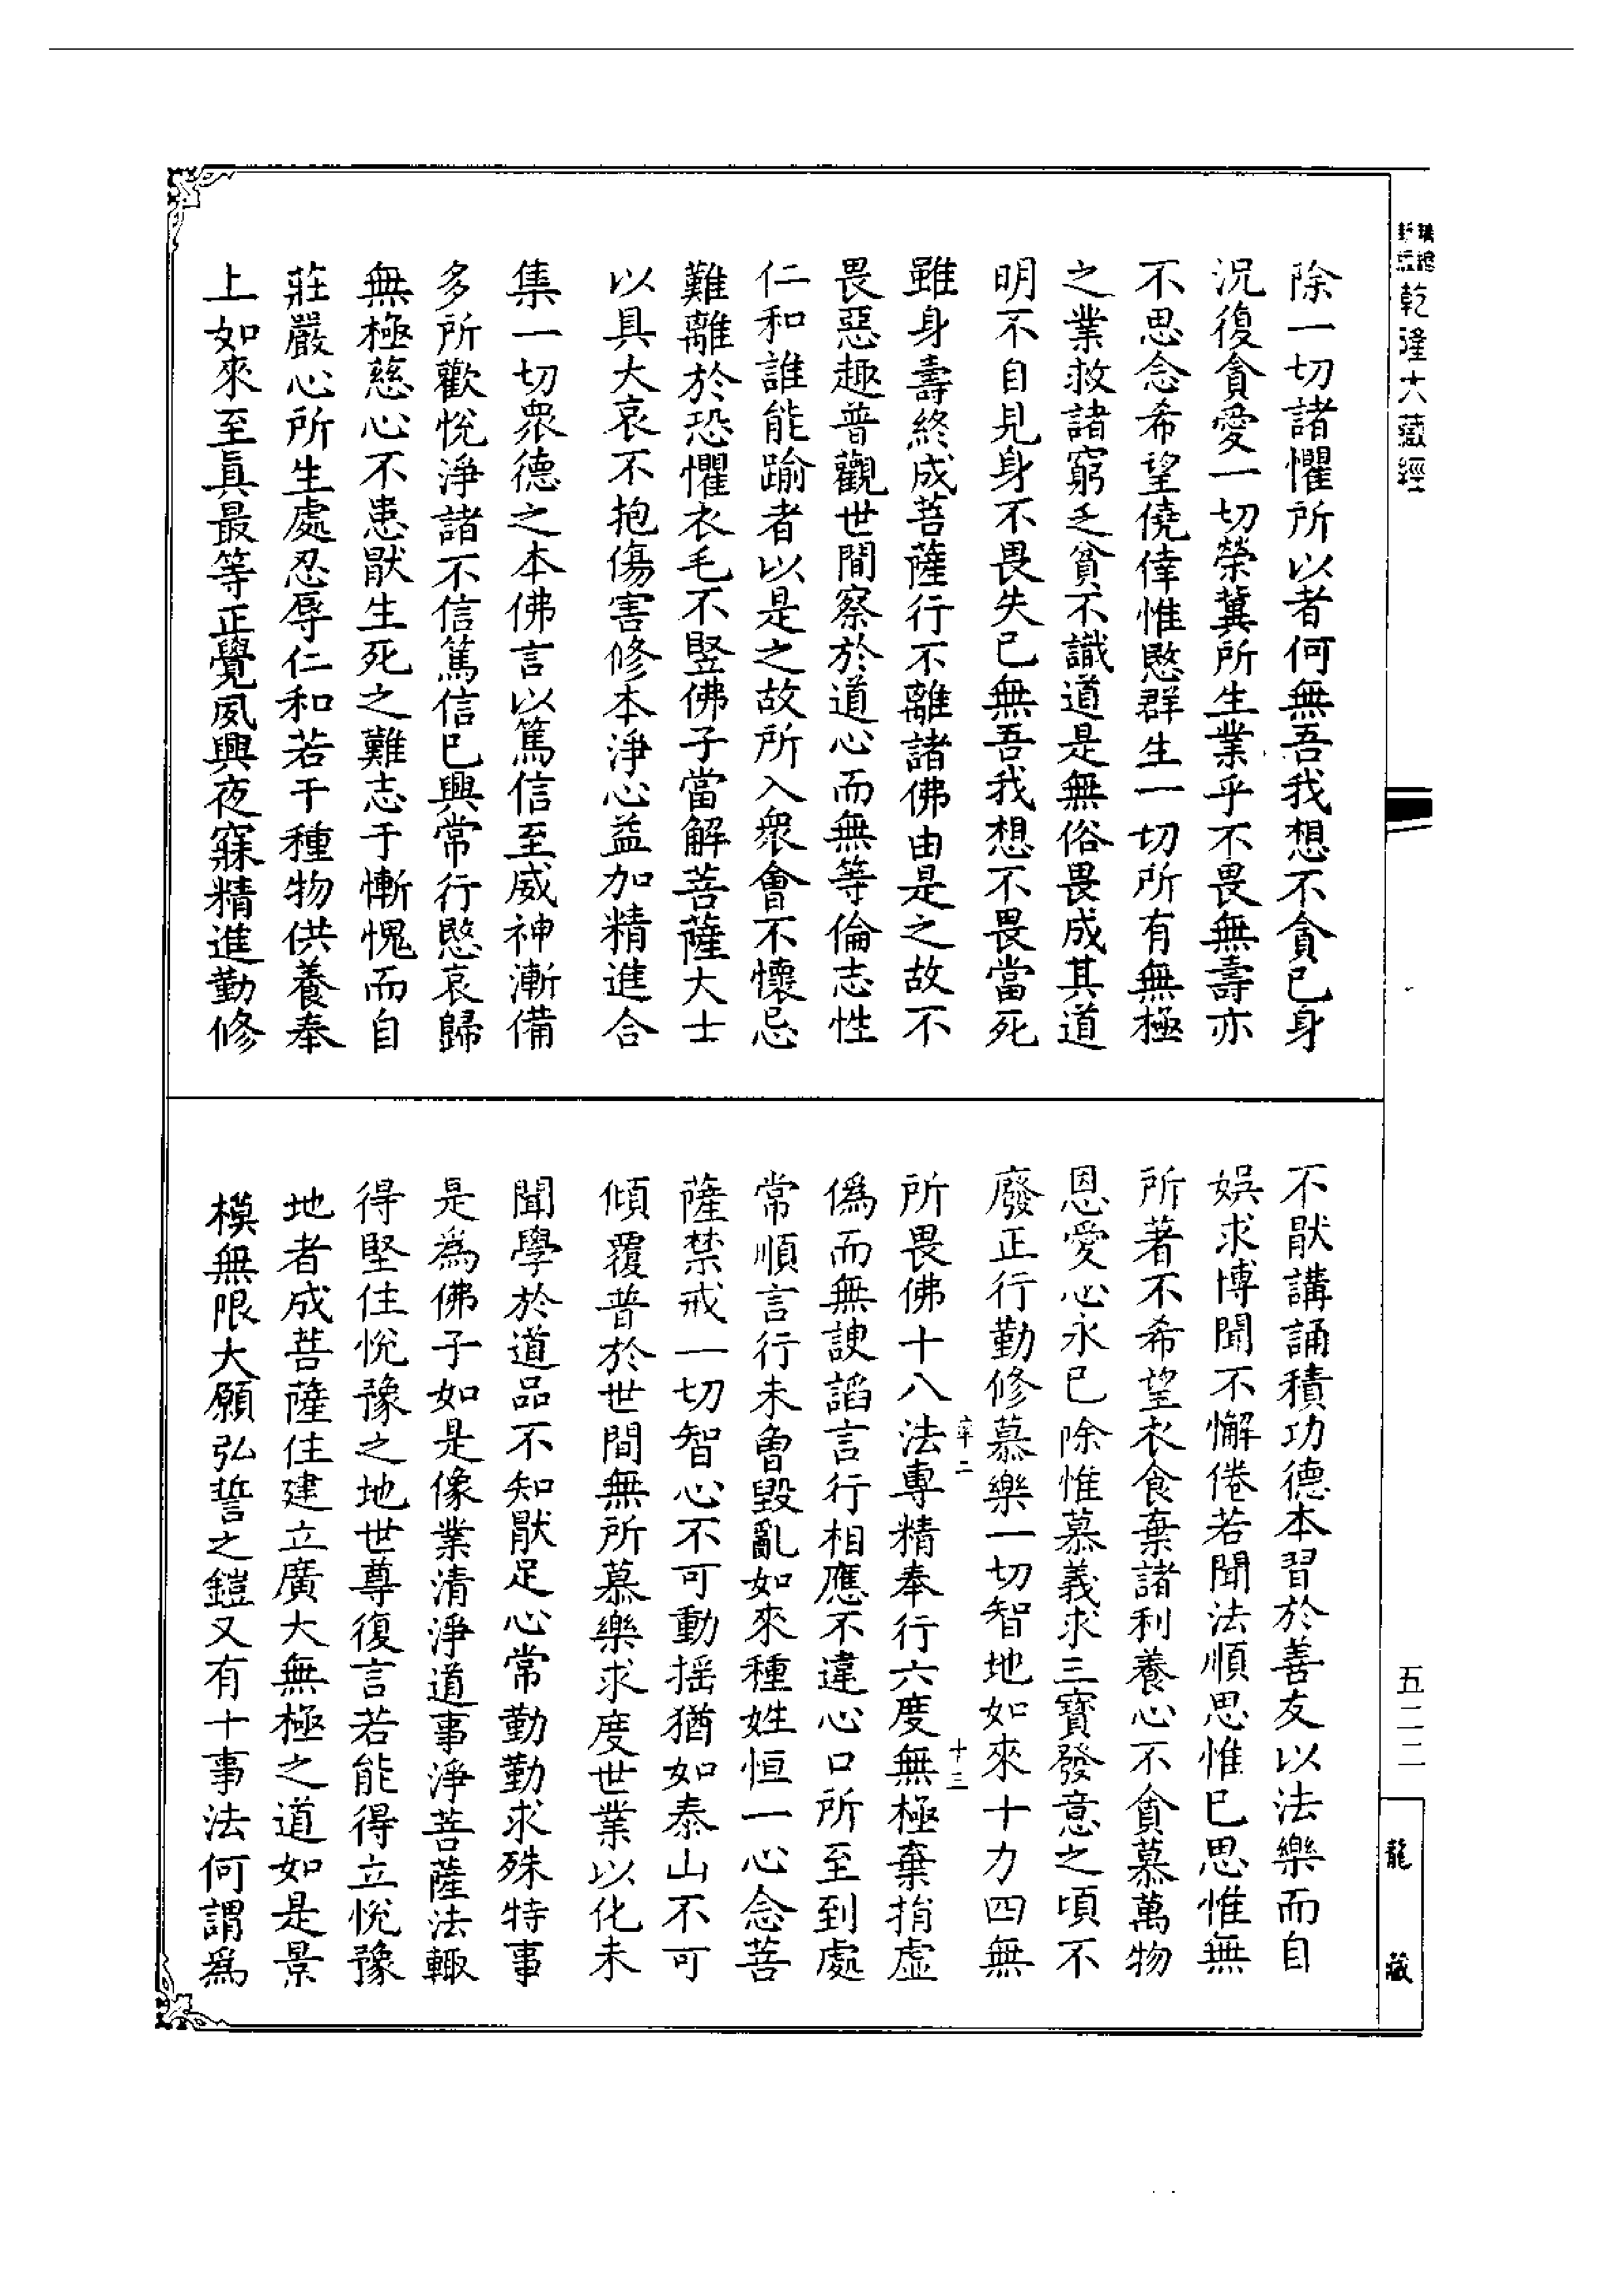 乾隆大藏經
除一切諸懼所以者何無吾我想不貪已身
況復貪愛一切榮冀所生業乎不畏無壽亦
不思念希望僥倖惟愍群生一切所有無極
之業救諸窮乏貧不識道是無俗畏成其道
明不自見身不畏失已無吾我想不畏當死
雖身壽終成菩薩行不離諸佛由是之故不
畏惡趣普觀世間察於道心而無等倫志性
仁和誰能踰者以是之故所入衆會不懷忌
難離於恐懼衣毛不竪佛子當解菩薩大士
以具大哀不抱傷害修本淨心益加精進合
集一切衆德之本佛言以篤信至威神漸備
多所歡悅淨諸不信篤信已興常行愍哀歸
無極慈心不患猒生死之難志于慚愧而自
莊嚴心所生處忍辱仁和若干種物供養奉
上如來至眞最等正覺夙興夜寐精進勤修
不猒講誦積功德本習於善友以法樂而自
娛求博聞不懈倦若聞法順思惟已思惟無
所著不希望衣食棄諸利養心不貪慕萬物
恩愛心永已除惟慕義求三寶發意之頃不
廢正行勤修慕樂一切智地如來十力四無
率二
十三
所畏佛十八法專精奉行六度無極棄捐虛
僞而無諛諂言行相應不違心口所至到處
常順言行未曾毀亂如來種姓恒一心念菩
薩禁戒一切智心不可動摇猶如泰山不可
傾覆普於世間無所慕樂求度世業以化未
聞學於道品不知猒足心常勤勤求殊特事
是爲佛子如是像業清淨道事淨菩薩法輙
得堅住悅豫之地世尊復言若能得立悅豫
地者成菩薩住建立廣大無極之道如是景
模無限大願弘誓之鎧又有十事法何謂爲
五二二
龍藏